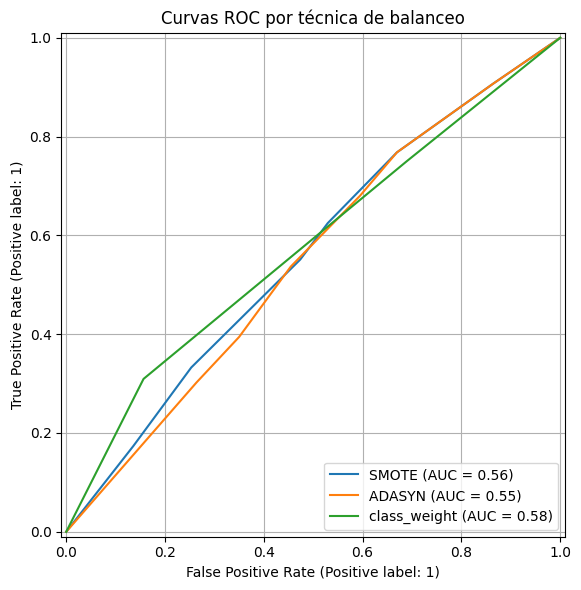 Curvas ROC por técnica de balanceo
True Positive Rate (Positive label: 1)
1.0
0.8
0.6
0.4
0.2
0.0
0.0 0.2 0.4 0.6 0.8 1.0
False Positive Rate (Positive label: 1)
SMOTE (AUC = 0.56)
ADASYN (AUC = 0.55)
class_weight (AUC = 0.58)